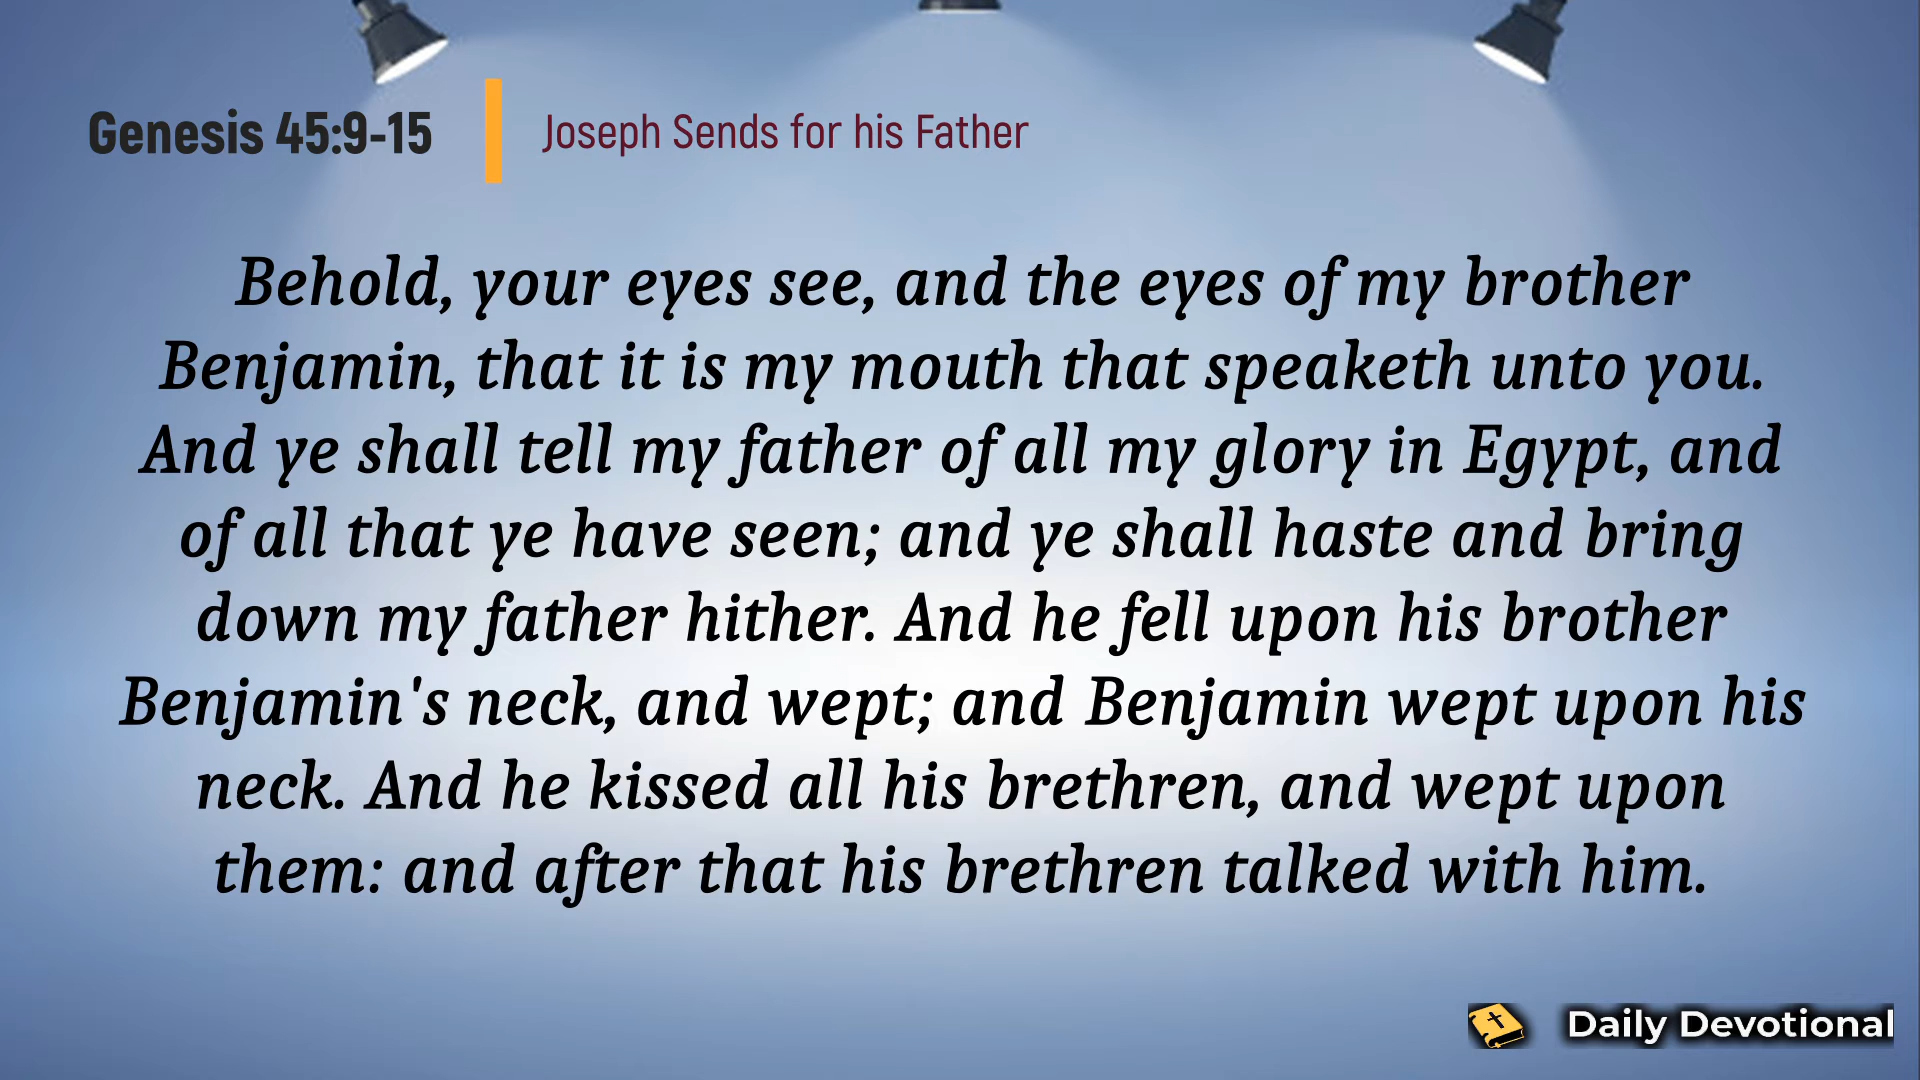 Genesis 45:9-15
Joseph Sends for his Father
Behold, your eyes see, and the eyes of my brother
Benjamin, that it is my mouth that speaketh unto you.
And ye shall tell my father of all my glory in Egypt, and
of all that ye have seen; and ye shall haste and bring
down my father hither. And he fell upon his brother
Benjamin's neck, and wept; and Benjamin wept upon his
neck. And he kissed all his brethren, and wept upon
them: and after that his brethren talked with him.
Daily Devotional